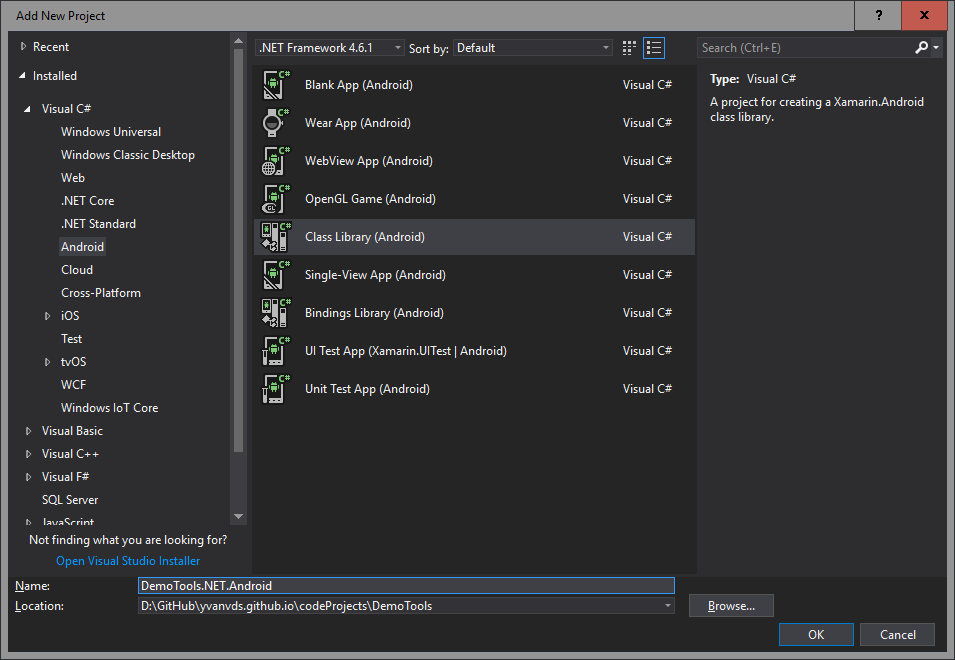 Add New Project
?
x
Recent
Installed
Visual C#
Windows Universal
Windows Classic Desktop
Web
.NET Core
.NET Standard
Android
Cloud
Cross-Platform
iOS
Test
tvOS
WCF
Windows IoT Core
Visual Basic
Visual C++
Visual F#
SQL Server
JavaScript
Not finding what you are looking for?
Open Visual Studio Installer
.NET Framework 4.6.1 Sort by: Default
Blank App (Android) Visual C#
Wear App (Android) Visual C#
WebView App (Android) Visual C#
OpenGL Game (Android) Visual C#
Class Library (Android) Visual C#
Single-View App (Android) Visual C#
Bindings Library (Android) Visual C#
UI Test App (Xamarin.UITest | Android) Visual C#
Unit Test App (Android) Visual C#
Search (Ctrl+E)
Type: Visual C#
A project for creating a Xamarin.Android
class library.
Name: DemoTools.NET.Android
Location: D:\GitHub\yvanvds.github.io\codeProjects\DemoTools
Browse...
OK Cancel